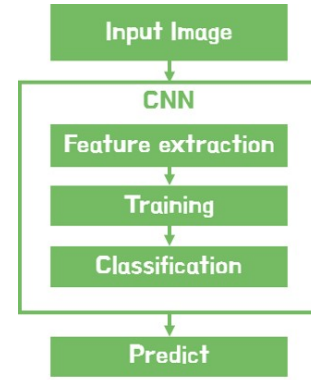 Input Image
CNN
Feature extraction
Training
Classification
Predict